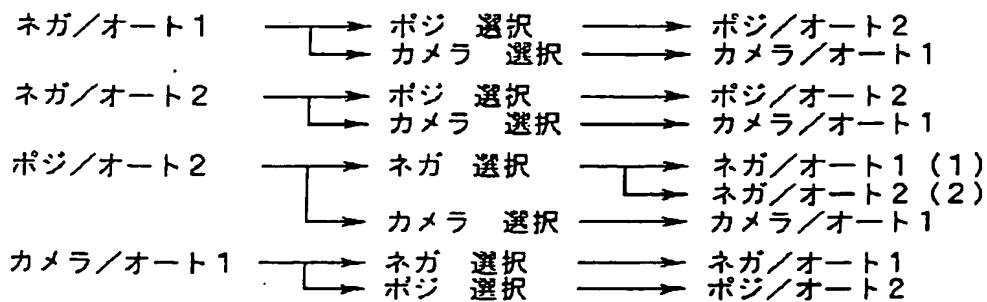 ネガ／オート1 ポジ 選択 ポジ／オート2
カメラ 選択 カメラ／オート1
ネガ／オート2 ポジ 選択 ポジ／オート2
カメラ 選択 カメラ／オート1
ポジ／オート2 ネガ 選択 ネガ／オート1（1）
ネガ／オート2（2）
カメラ 選択 カメラ／オート1
カメラ／オート1 ネガ 選択 ネガ／オート1
ポジ 選択 ポジ／オート2